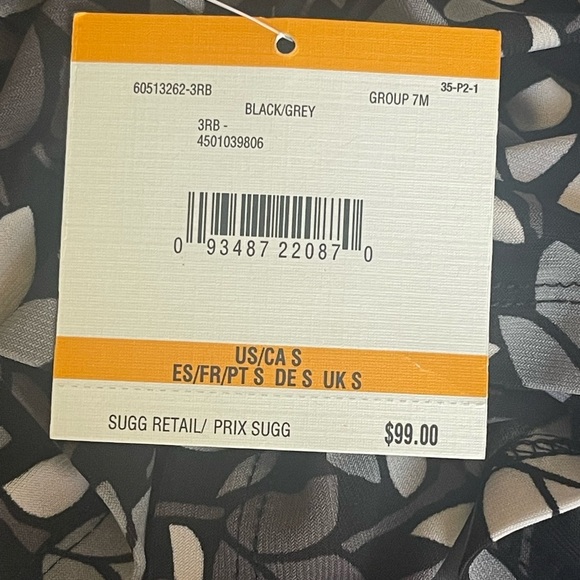 35-P2-1
60513262-3RB
GROUP 7M
BLACK/GREY
3RB -
4501039806
0 93487 22087 0
US/CA S
ES/FR/PT S DE S UK S
SUGG RETAIL/ PRIX SUGG $99.00